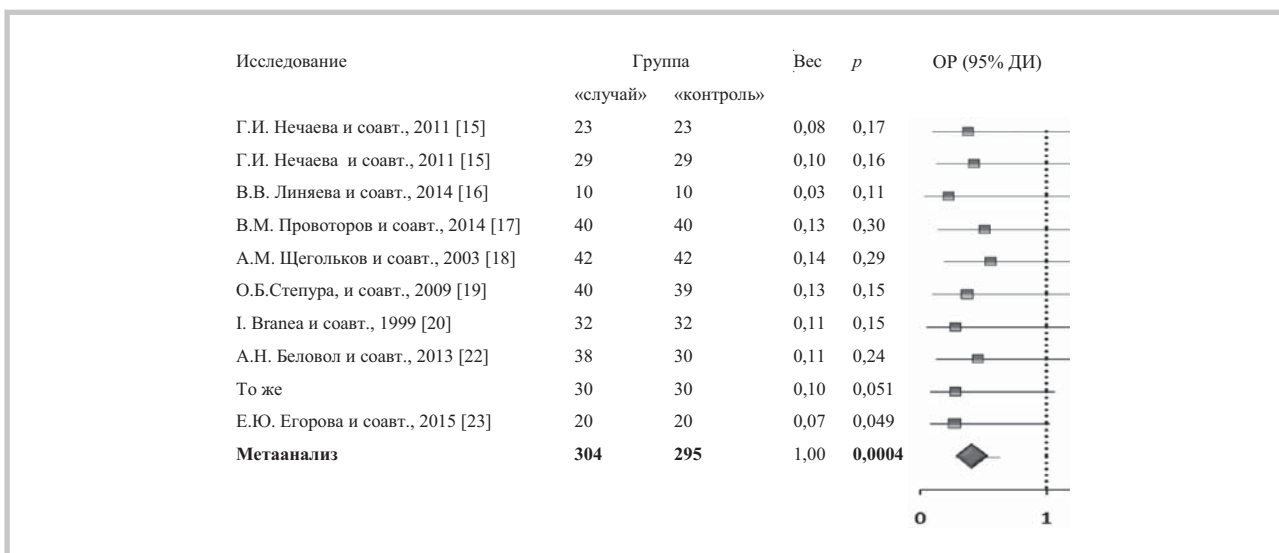 Исследование Группа Вес p ОР (95% ДИ)
«случай» «контроль»
Г.И. Нечаева и соавт., 2011 [15] 23 23 0,08 0,17
Г.И. Нечаева и соавт., 2011 [15] 29 29 0,10 0,16
В.В. Линяева и соавт., 2014 [16] 10 10 0,03 0,11
В.М. Провоторов и соавт., 2014 [17] 40 40 0,13 0,30
А.М. Щегольков и соавт., 2003 [18] 42 42 0,14 0,29
О.Б.Степура, и соавт., 2009 [19] 40 39 0,13 0,15
I. Branea и соавт., 1999 [20] 32 32 0,11 0,15
А.Н. Беловол и соавт., 2013 [22] 38 30 0,11 0,24
То же 30 30 0,10 0,051
Е.Ю. Егорова и соавт., 2015 [23] 20 20 0,07 0,049
Метаанализ 304 295 1,00 0,0004
0 1